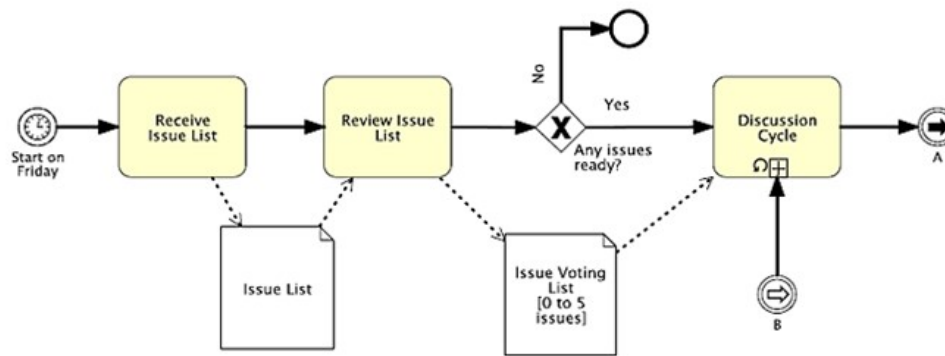 Start on
Friday
Receive
Issue List
Issue List
Review Issue
List
No
Yes
Any issues
ready?
Issue Voting
List
[0 to 5
issues]
Discussion
Cycle
A
B